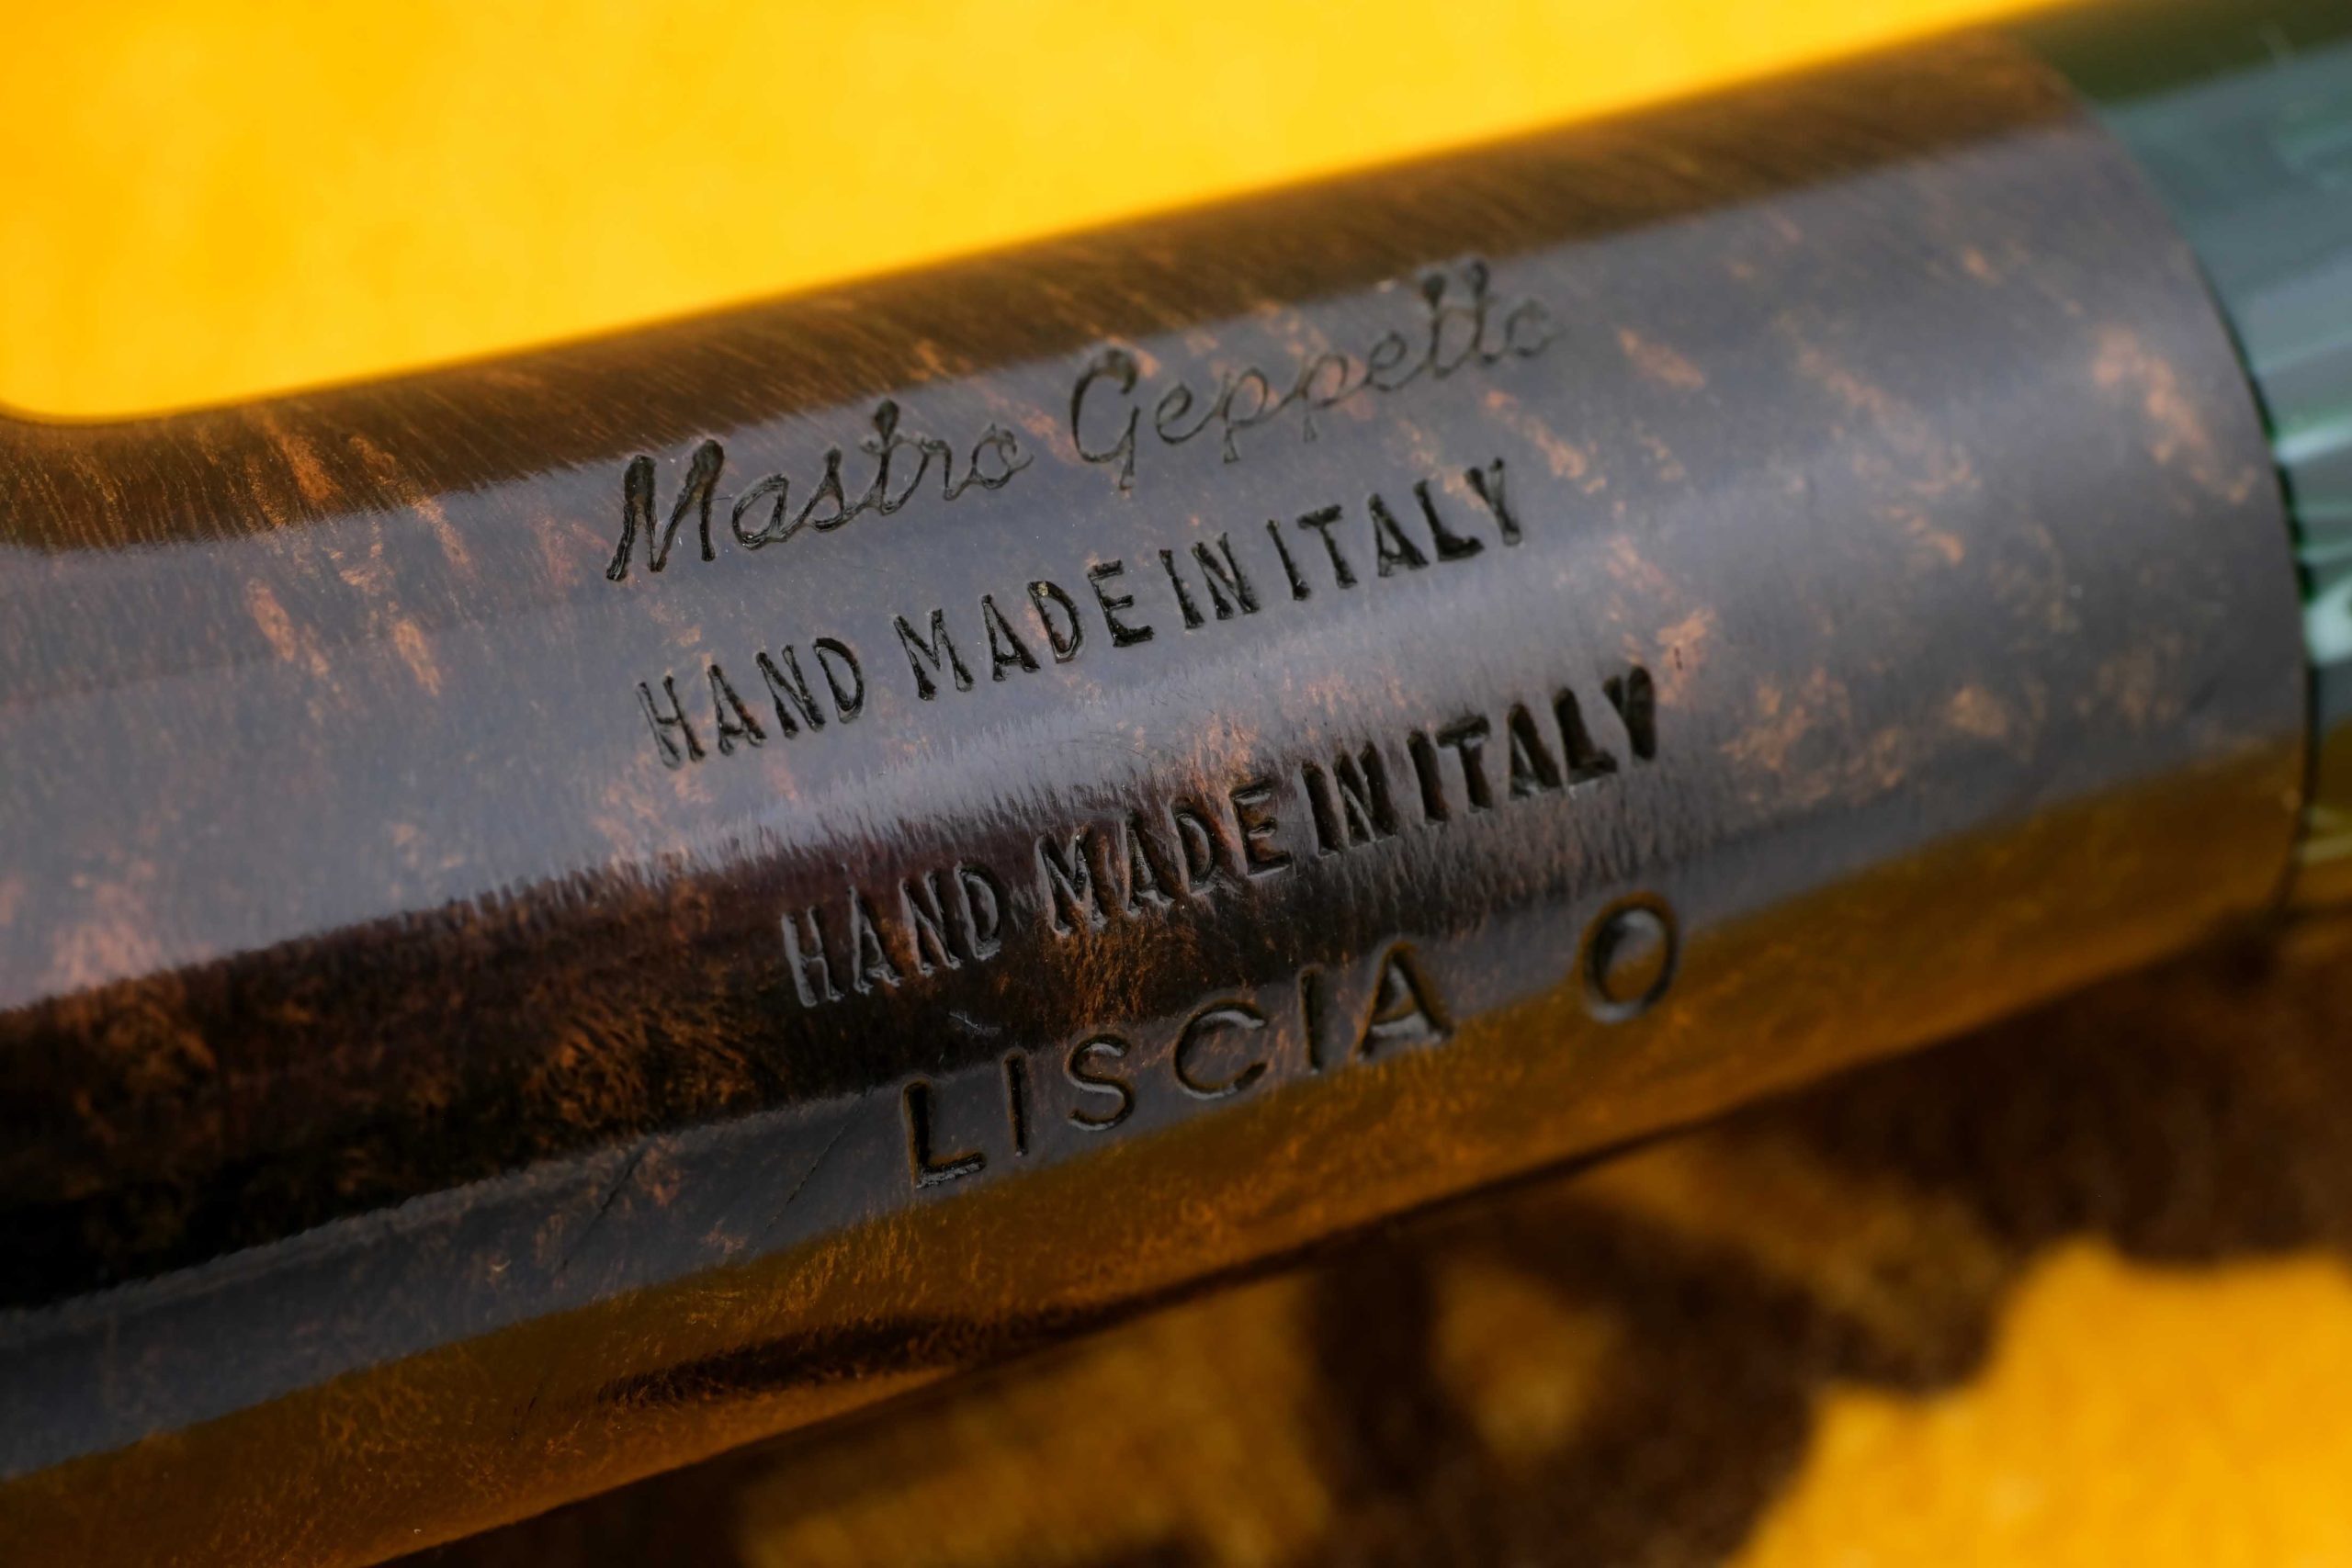 Mastro Geppetto
HAND MADE IN ITALY
HAND MADE IN ITALY
LISCIA O